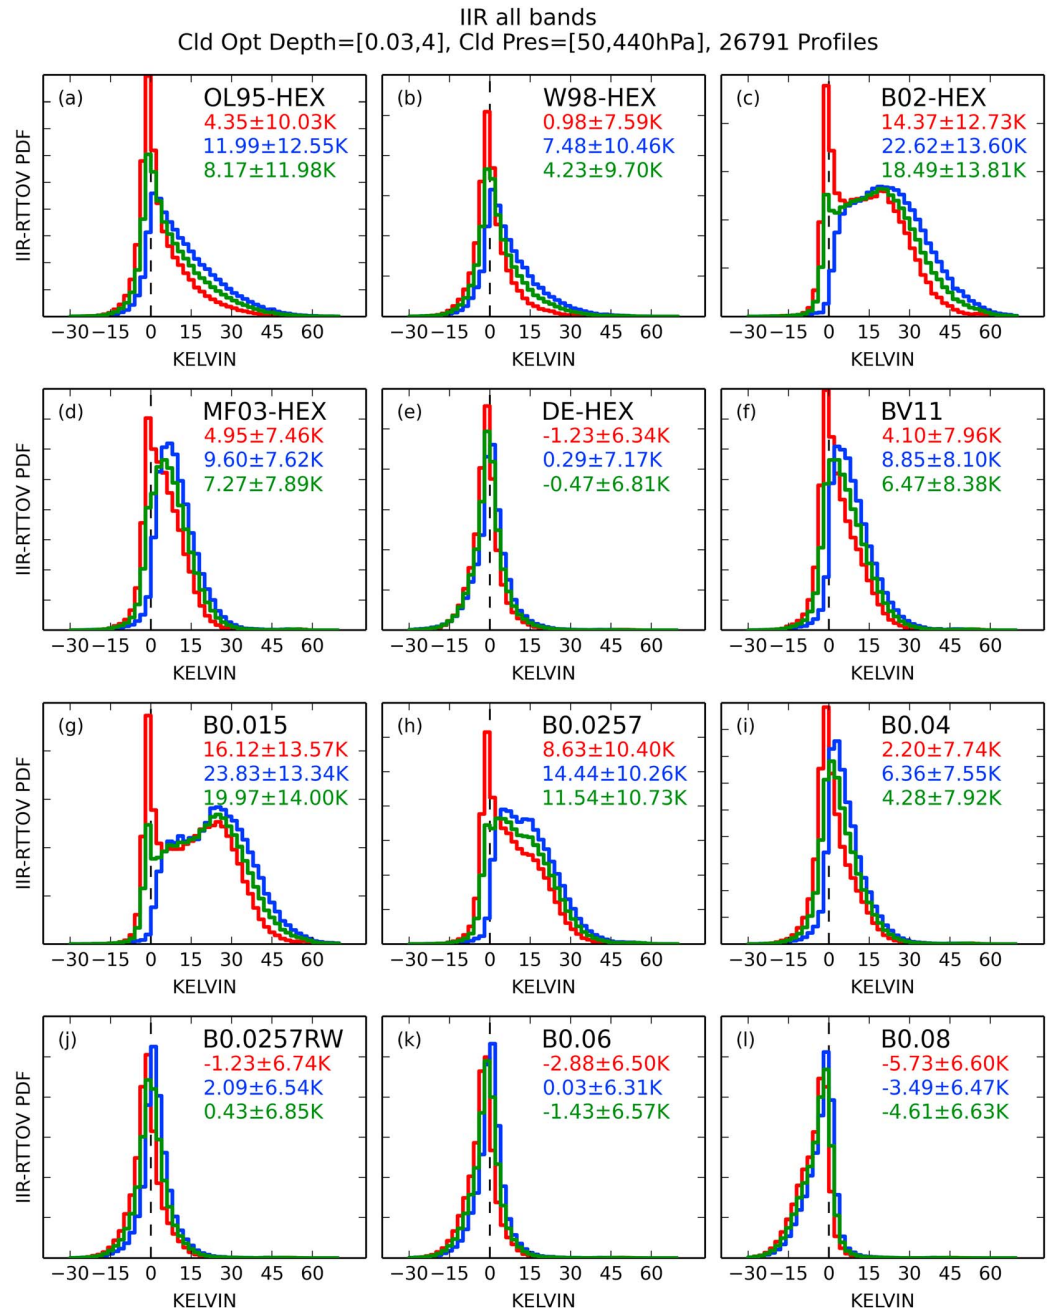 IIR all bands
Cld Opt Depth=[0.03,4], Cld Pres=[50,440hPa], 26791 Profiles
IIR-RTTOV PDF
(a)
OL95-HEX
4.35±10.03K
11.99±12.55K
8.17±11.98K
−30 −15 0 15 30 45 60
KELVIN
(b)
W98-HEX
0.98±7.59K
7.48±10.46K
4.23±9.70K
−30 −15 0 15 30 45 60
KELVIN
(c)
B02-HEX
14.37±12.73K
22.62±13.60K
18.49±13.81K
−30 −15 0 15 30 45 60
KELVIN
IIR-RTTOV PDF
(d)
MF03-HEX
4.95±7.46K
9.60±7.62K
7.27±7.89K
−30 −15 0 15 30 45 60
KELVIN
(e)
DE-HEX
-1.23±6.34K
0.29±7.17K
-0.47±6.81K
−30 −15 0 15 30 45 60
KELVIN
(f)
BV11
4.10±7.96K
8.85±8.10K
6.47±8.38K
−30 −15 0 15 30 45 60
KELVIN
IIR-RTTOV PDF
(g)
B0.015
16.12±13.57K
23.83±13.34K
19.97±14.00K
−30 −15 0 15 30 45 60
KELVIN
(h)
B0.0257
8.63±10.40K
14.44±10.26K
11.54±10.73K
−30 −15 0 15 30 45 60
KELVIN
(i)
B0.04
2.20±7.74K
6.36±7.55K
4.28±7.92K
−30 −15 0 15 30 45 60
KELVIN
IIR-RTTOV PDF
(j)
B0.0257RW
-1.23±6.74K
2.09±6.54K
0.43±6.85K
−30 −15 0 15 30 45 60
KELVIN
(k)
B0.06
-2.88±6.50K
0.03±6.31K
-1.43±6.57K
−30 −15 0 15 30 45 60
KELVIN
(l)
B0.08
-5.73±6.60K
-3.49±6.47K
-4.61±6.63K
−30 −15 0 15 30 45 60
KELVIN